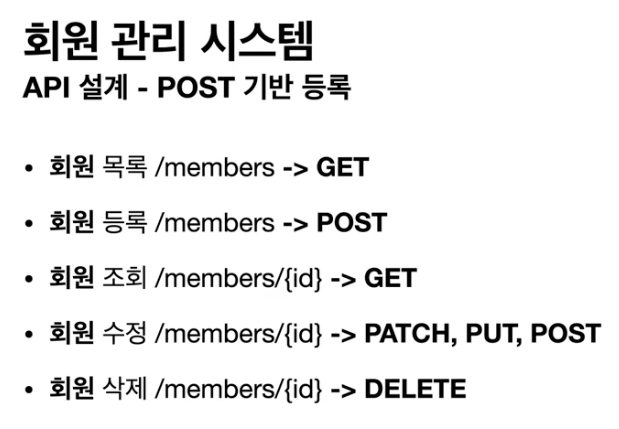 회원 관리 시스템
API 설계 - POST 기반 등록
• 회원 목록 /members -> GET
• 회원 등록 /members -> POST
• 회원 조회 /members/{id} -> GET
• 회원 수정 /members/{id} -> PATCH, PUT, POST
• 회원 삭제 /members/{id} -> DELETE